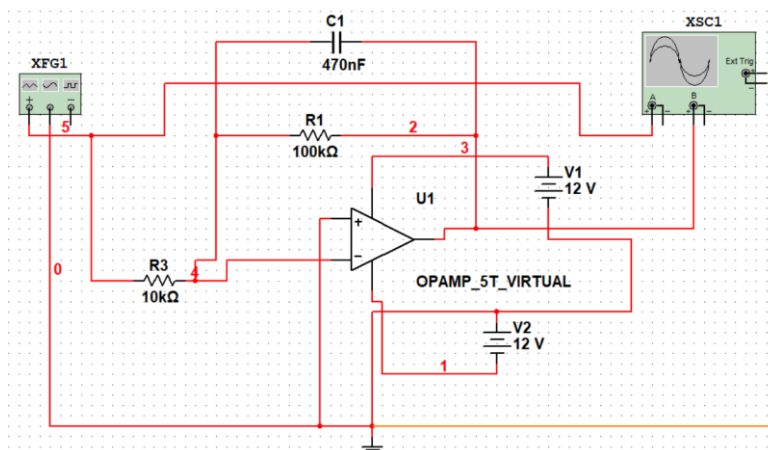 C1
XSC1
XFG1
470nF
Ext Trig
+
−
A
B
+ − + −
+ −
5
R1
2
100kΩ
3
V1
12 V
U1
+
−
R3
4
0
10kΩ
OPAMP_5T_VIRTUAL
V2
12 V
1